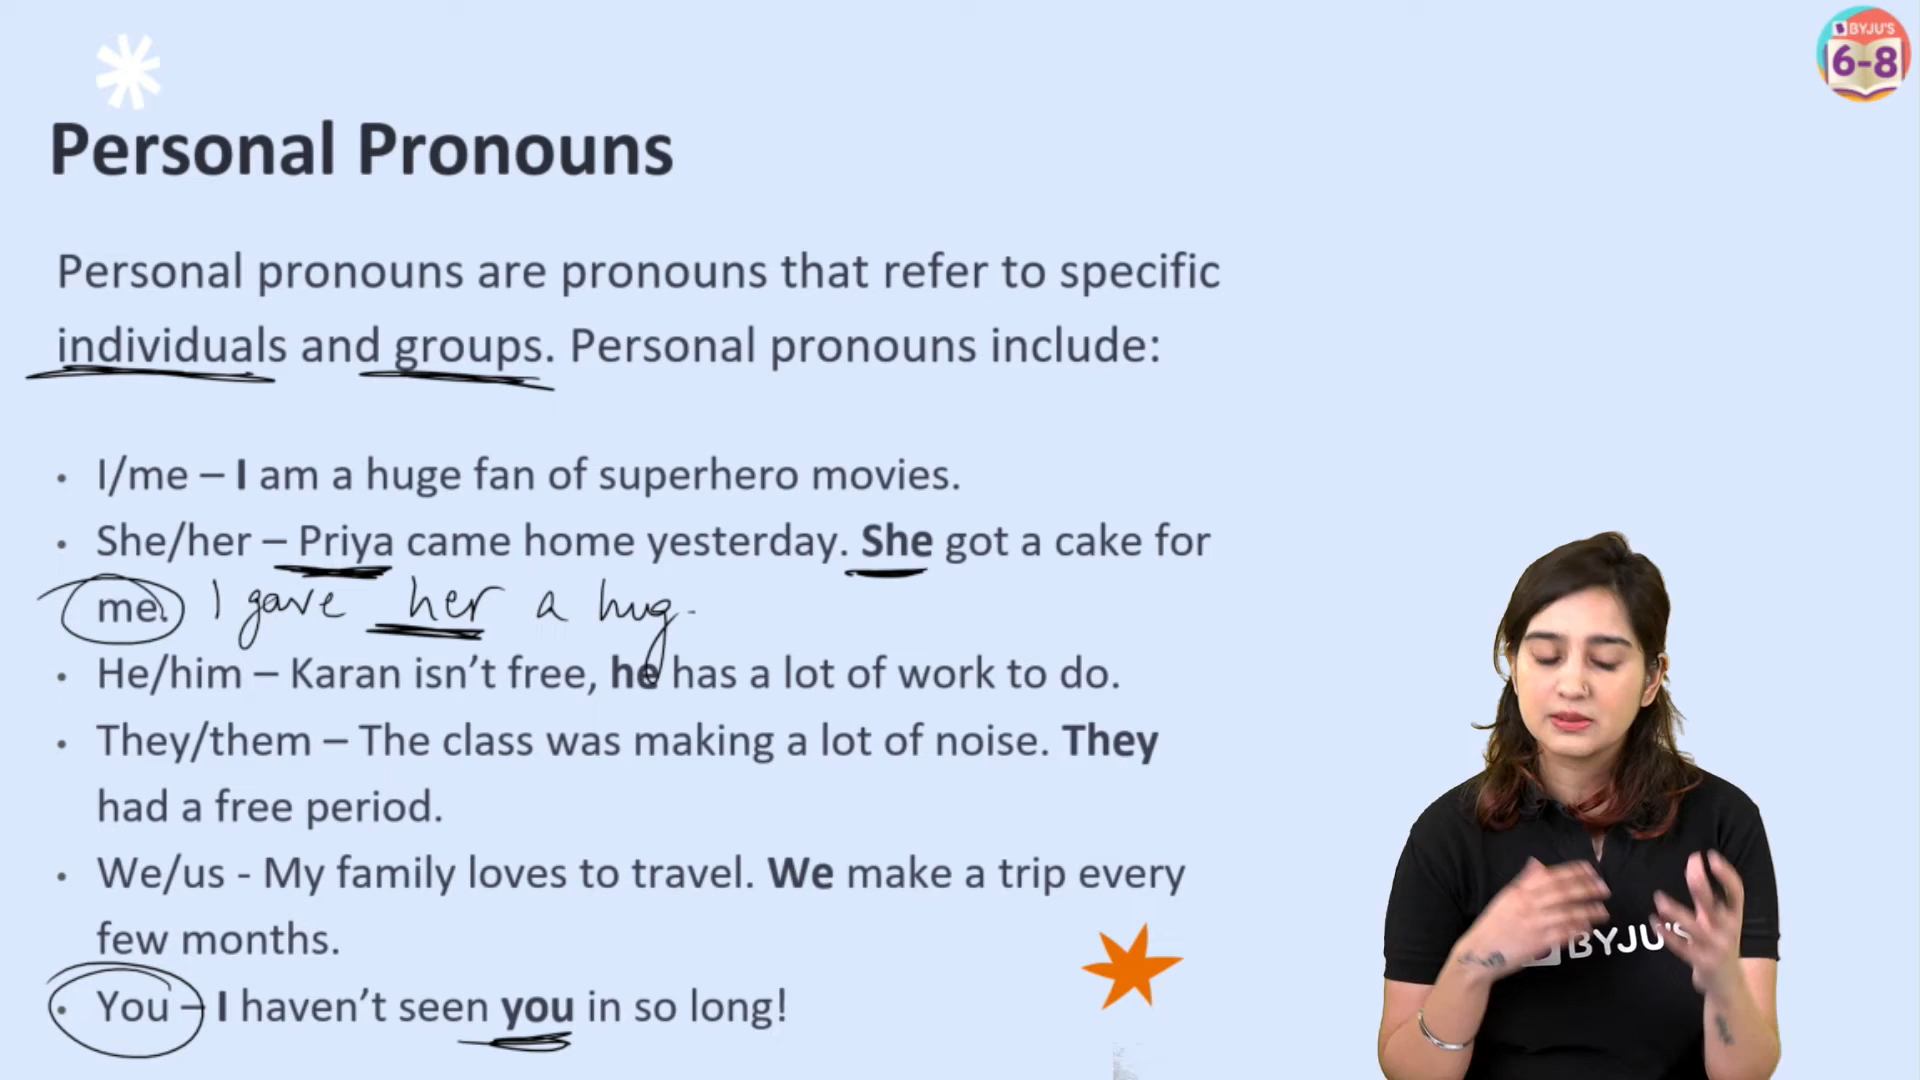 BYJU'S
6-8
Personal Pronouns
Personal pronouns are pronouns that refer to specific
individuals and groups. Personal pronouns include:
• I/me – I am a huge fan of superhero movies.
• She/her – Priya came home yesterday. She got a cake for
me. I gave her a hug.
• He/him – Karan isn't free, he has a lot of work to do.
• They/them – The class was making a lot of noise. They
had a free period.
• We/us - My family loves to travel. We make a trip every
few months.
• You – I haven't seen you in so long!
BYJU'S